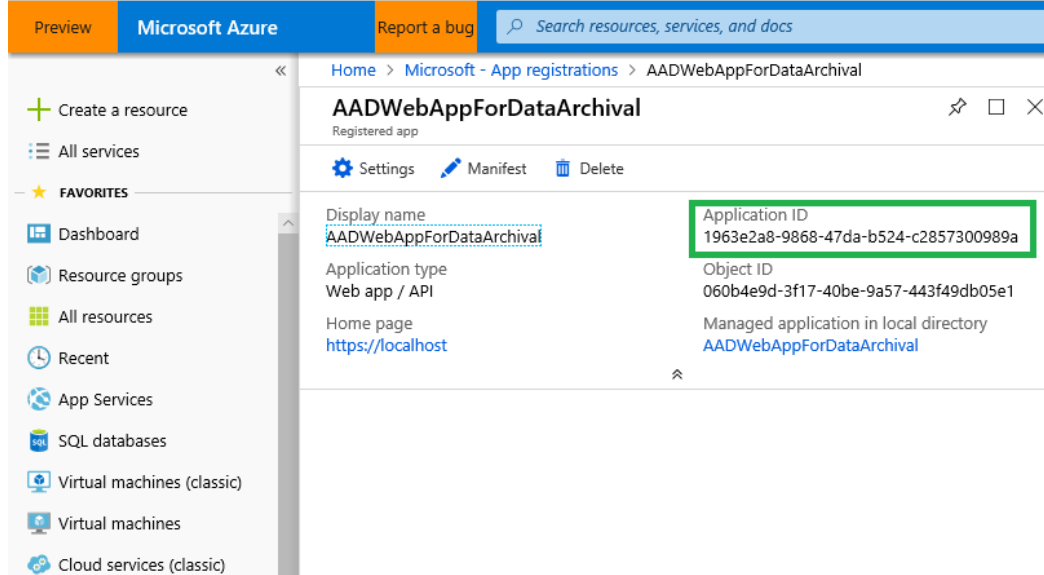 Preview
Microsoft Azure
Report a bug
Search resources, services, and docs
Home > Microsoft - App registrations > AADWebAppForDataArchival
Create a resource
All services
FAVORITES
Dashboard
Resource groups
All resources
Recent
App Services
SQL databases
Virtual machines (classic)
Virtual machines
Cloud services (classic)
AADWebAppForDataArchival
Registered app
Settings
Manifest
Delete
Display name
AADWebAppForDataArchival
Application type
Web app / API
Home page
https://localhost
Application ID
1963e2a8-9868-47da-b524-c2857300989a
Object ID
060b4e9d-3f17-40be-9a57-443f49db05e1
Managed application in local directory
AADWebAppForDataArchival